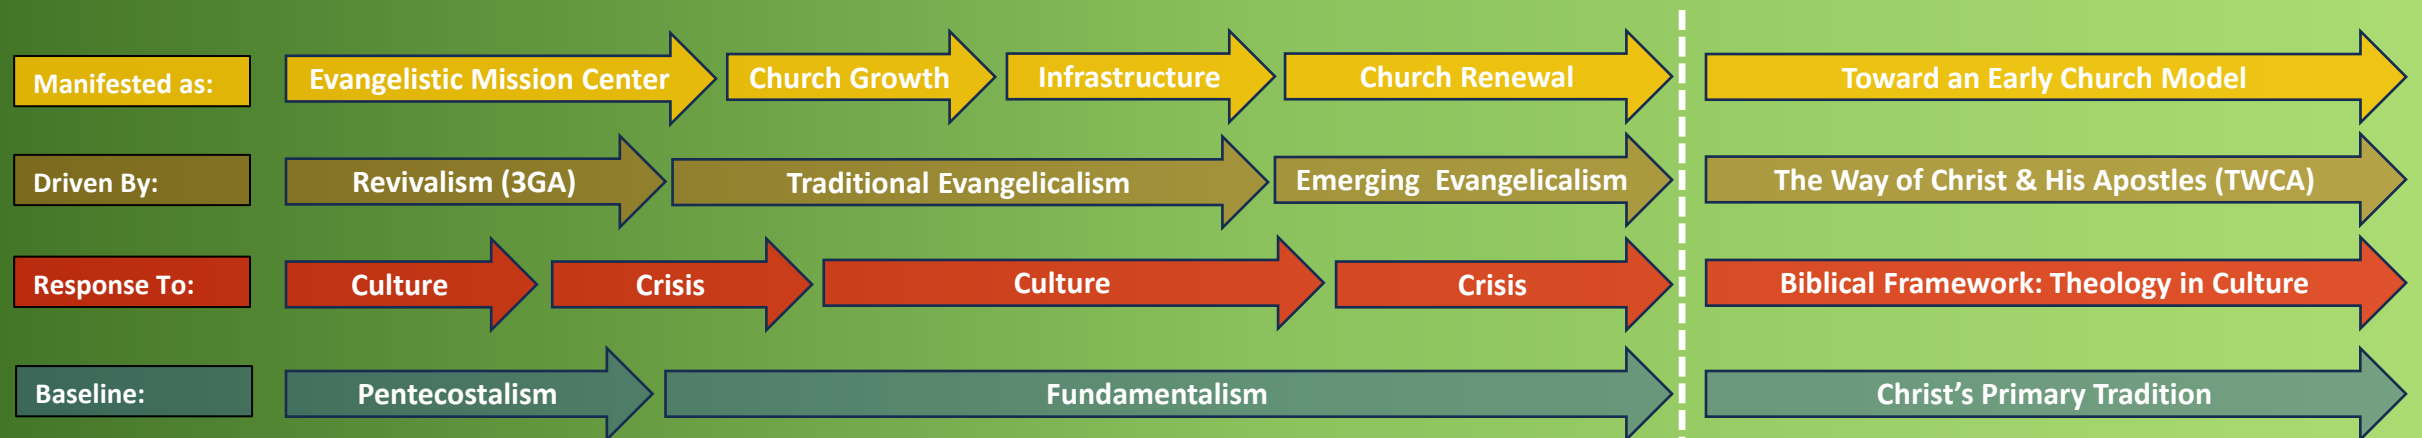 Manifested as:
Evangelistic Mission Center
Church Growth
Infrastructure
Church Renewal
Toward an Early Church Model
Driven By:
Revivalism (3GA)
Traditional Evangelicalism
Emerging Evangelicalism
The Way of Christ & His Apostles (TWCA)
Response To:
Culture
Crisis
Culture
Crisis
Biblical Framework: Theology in Culture
Baseline:
Pentecostalism
Fundamentalism
Christ's Primary Tradition